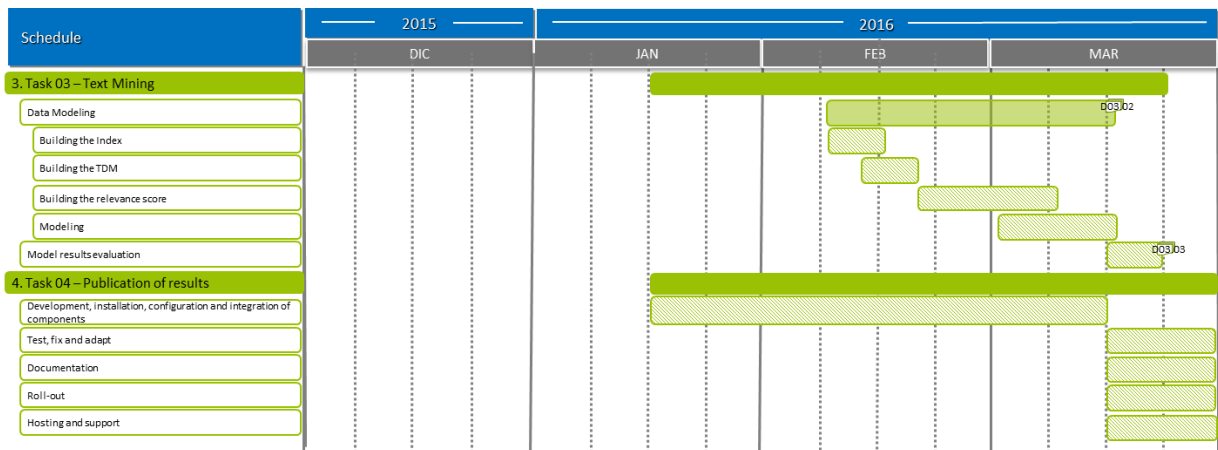 Schedule
2015
2016
DIC
JAN
FEB
MAR
3. Task 03 – Text Mining
Data Modeling
D03.02
Building the Index
Building the TDM
Building the relevance score
Modeling
Model results evaluation
D03.03
4. Task 04 – Publication of results
Development, installation, configuration and integration of
components
Test, fix and adapt
Documentation
Roll-out
Hosting and support